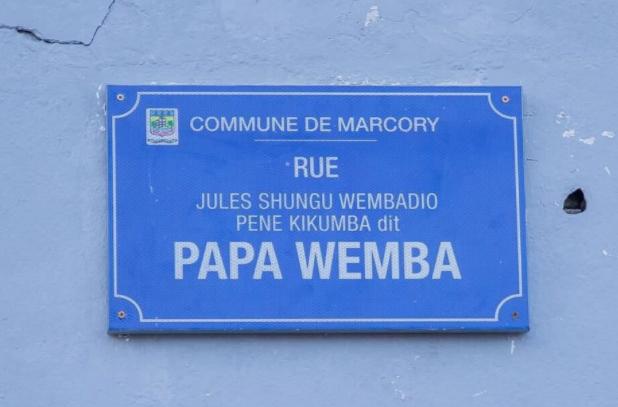 COMMUNE DE MARCORY
RUE
JULES SHUNGU WEMBADIO
PENE KIKUMBA dit
PAPA WEMBA